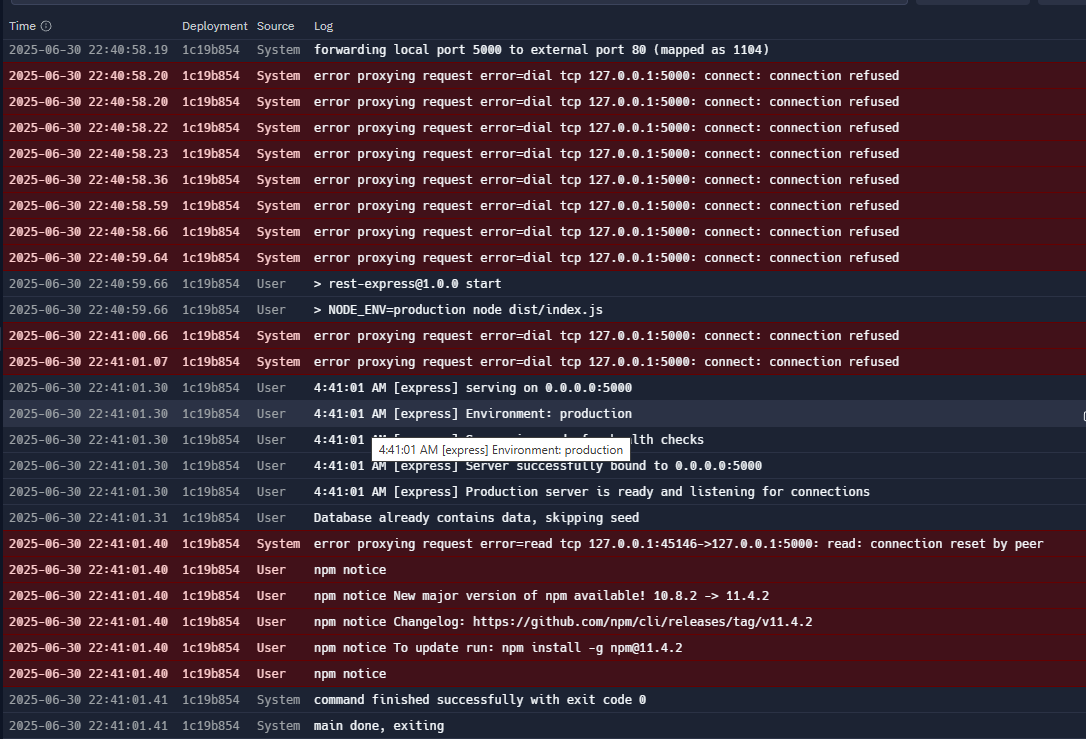 Time Deployment Source Log
2025-06-30 22:40:58.19 1c19b854 System forwarding local port 5000 to external port 80 (mapped as 1104)
2025-06-30 22:40:58.20 1c19b854 System error proxying request error=dial tcp 127.0.0.1:5000: connect: connection refused
2025-06-30 22:40:58.20 1c19b854 System error proxying request error=dial tcp 127.0.0.1:5000: connect: connection refused
2025-06-30 22:40:58.22 1c19b854 System error proxying request error=dial tcp 127.0.0.1:5000: connect: connection refused
2025-06-30 22:40:58.23 1c19b854 System error proxying request error=dial tcp 127.0.0.1:5000: connect: connection refused
2025-06-30 22:40:58.36 1c19b854 System error proxying request error=dial tcp 127.0.0.1:5000: connect: connection refused
2025-06-30 22:40:58.59 1c19b854 System error proxying request error=dial tcp 127.0.0.1:5000: connect: connection refused
2025-06-30 22:40:58.66 1c19b854 System error proxying request error=dial tcp 127.0.0.1:5000: connect: connection refused
2025-06-30 22:40:59.64 1c19b854 System error proxying request error=dial tcp 127.0.0.1:5000: connect: connection refused
2025-06-30 22:40:59.66 1c19b854 User > rest-express@1.0.0 start
2025-06-30 22:40:59.66 1c19b854 User > NODE_ENV=production node dist/index.js
2025-06-30 22:41:00.66 1c19b854 System error proxying request error=dial tcp 127.0.0.1:5000: connect: connection refused
2025-06-30 22:41:01.07 1c19b854 System error proxying request error=dial tcp 127.0.0.1:5000: connect: connection refused
2025-06-30 22:41:01.30 1c19b854 User 4:41:01 AM [express] serving on 0.0.0.0:5000
2025-06-30 22:41:01.30 1c19b854 User 4:41:01 AM [express] Environment: production
2025-06-30 22:41:01.30 1c19b854 User 4:41:01 checks
4:41:01 AM [express] Environment: production
2025-06-30 22:41:01.30 1c19b854 User 4:41:01 AM [express] Server successfully bound to 0.0.0.0:5000
2025-06-30 22:41:01.30 1c19b854 User 4:41:01 AM [express] Production server is ready and listening for connections
2025-06-30 22:41:01.31 1c19b854 User Database already contains data, skipping seed
2025-06-30 22:41:01.40 1c19b854 System error proxying request error=read tcp 127.0.0.1:45146->127.0.0.1:5000: read: connection reset by peer
2025-06-30 22:41:01.40 1c19b854 User npm notice
2025-06-30 22:41:01.40 1c19b854 User npm notice New major version of npm available! 10.8.2 -> 11.4.2
2025-06-30 22:41:01.40 1c19b854 User npm notice Changelog: https://github.com/npm/cli/releases/tag/v11.4.2
2025-06-30 22:41:01.40 1c19b854 User npm notice To update run: npm install -g npm@11.4.2
2025-06-30 22:41:01.40 1c19b854 User npm notice
2025-06-30 22:41:01.41 1c19b854 System command finished successfully with exit code 0
2025-06-30 22:41:01.41 1c19b854 System main done, exiting